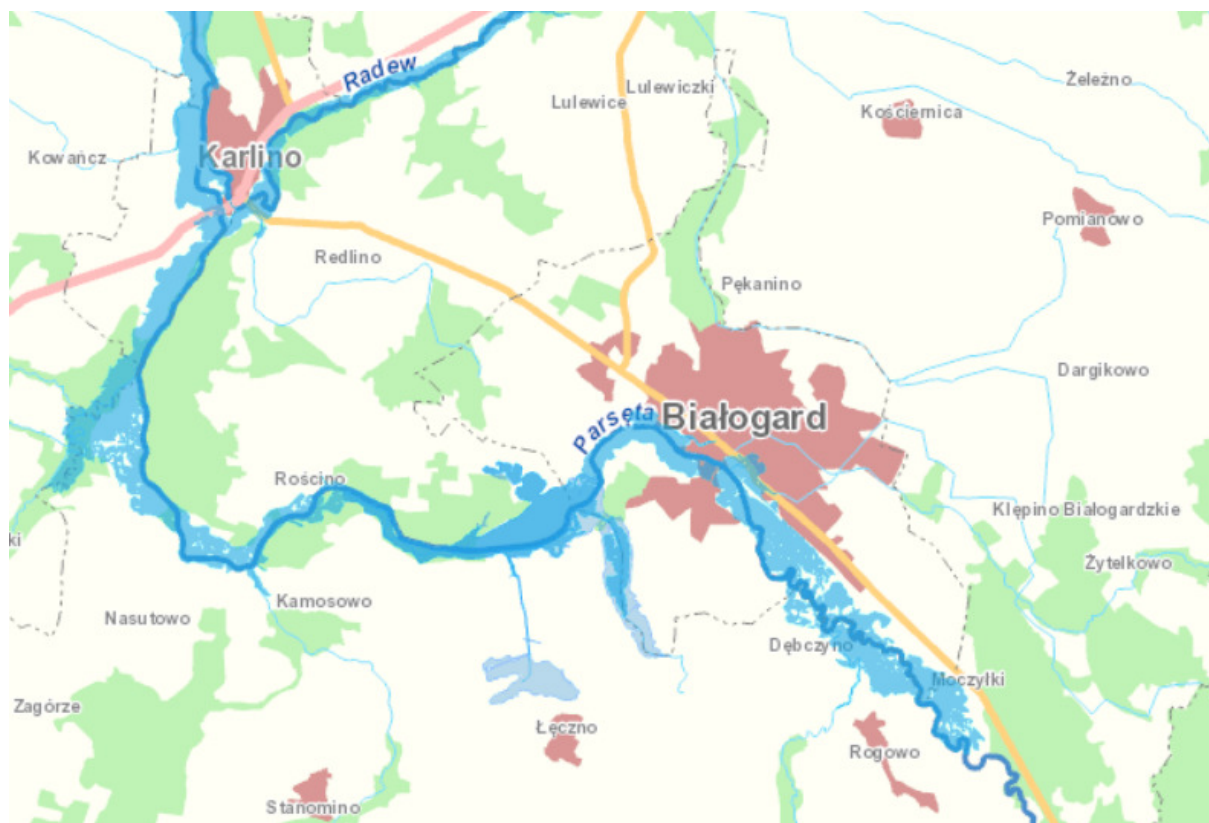 Radew
Żeleźno
Lulewiczki
Lulewice
Kościernica
Kowańcz
Karlino
Pomianowo
Redlino
Pękanino
Dargikowo
Parsęta
Białogard
Rościno
Klępino Białogardzkie
ki
Żytelkowo
Kamosowo
Nasutowo
Dębczyno
Moczyłki
Zagórze
Łęczno
Rogowo
Stanomino